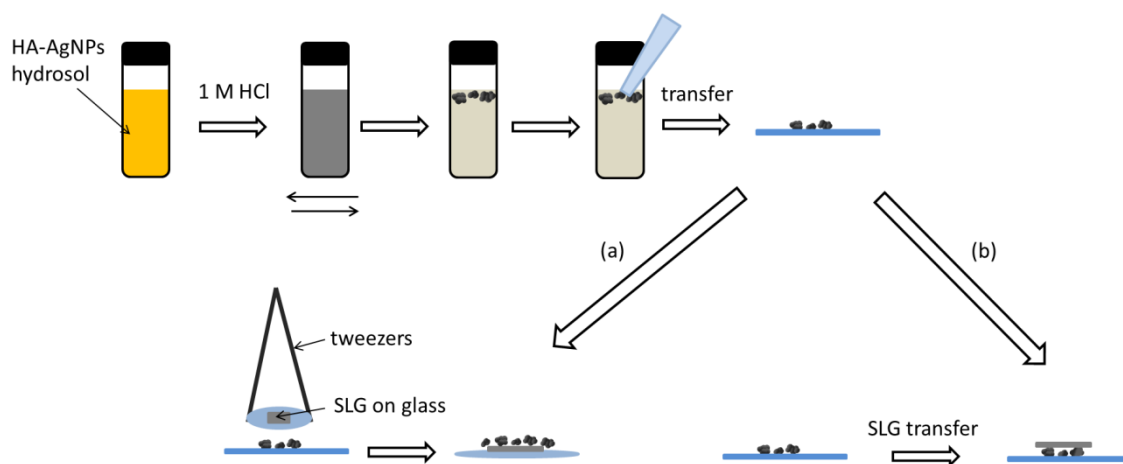 HA-AgNPs
hydrosol
1 M HCl
transfer
(a)
(b)
tweezers
SLG on glass
SLG transfer